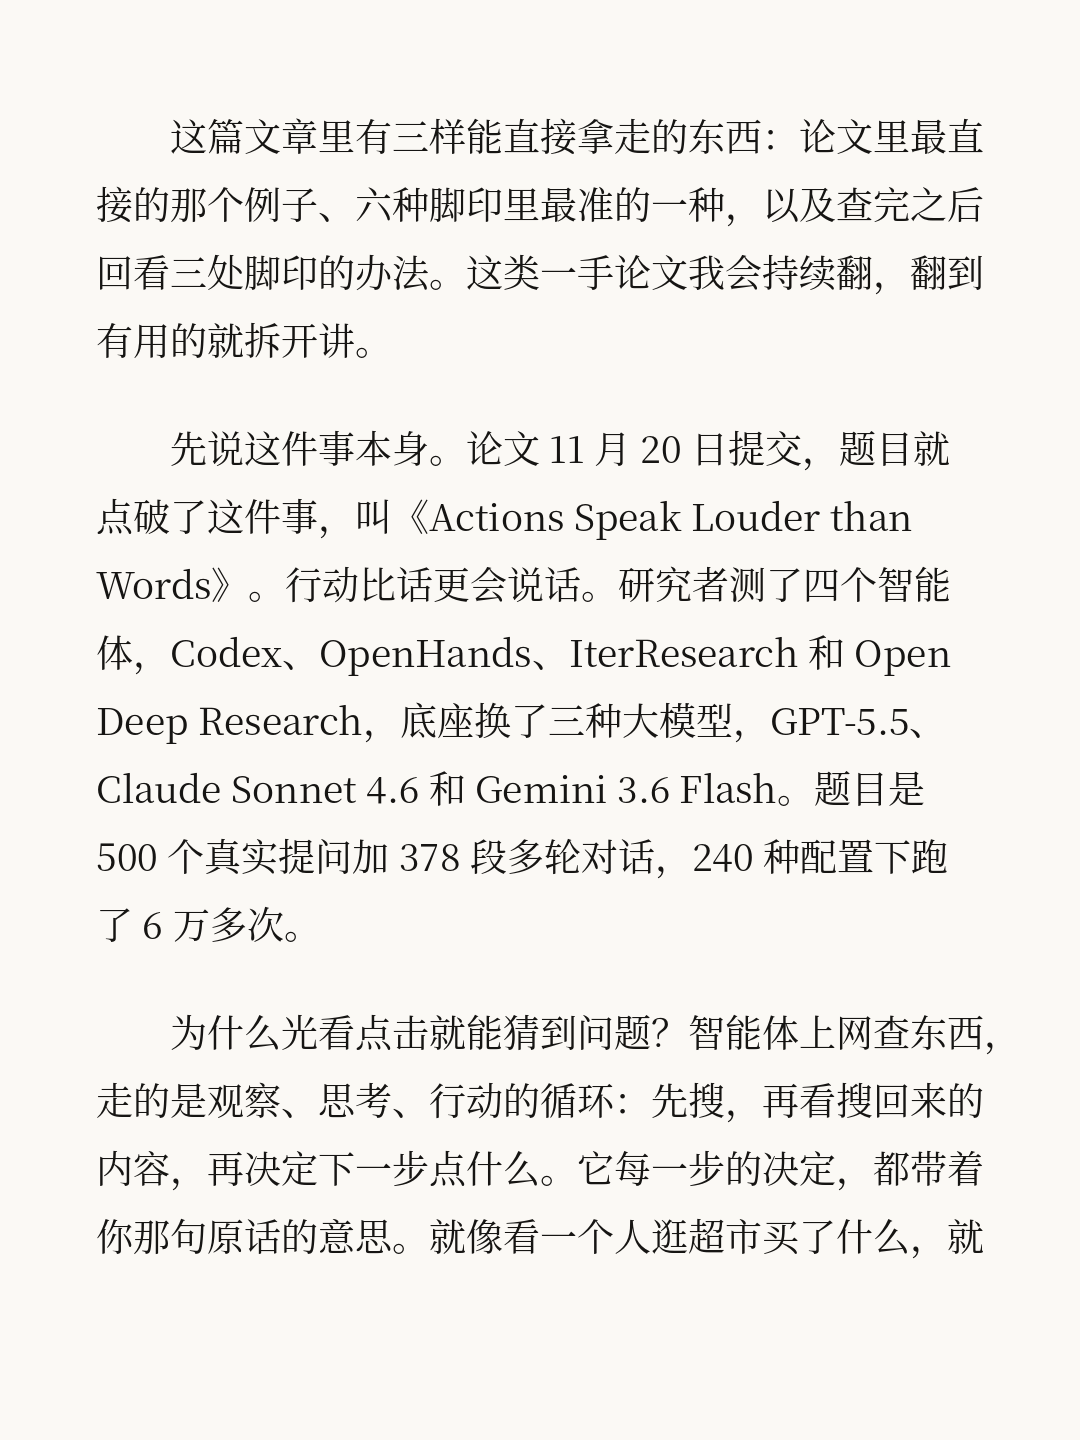 这篇文章里有三样能直接拿走的东西：论文里最直
接的那个例子、六种脚印里最准的一种，以及查完之后
回看三处脚印的办法。这类一手论文我会持续翻，翻到
有用的就拆开讲。
先说这件事本身。论文 11 月 20 日提交，题目就
点破了这件事，叫《Actions Speak Louder than
Words》。行动比话更会说话。研究者测了四个智能
体，Codex、OpenHands、IterResearch 和 Open
Deep Research，底座换了三种大模型，GPT-5.5、
Claude Sonnet 4.6 和 Gemini 3.6 Flash。题目是
500 个真实提问加 378 段多轮对话，240 种配置下跑
了 6 万多次。
为什么光看点击就能猜到问题？智能体上网查东西，
走的是观察、思考、行动的循环：先搜，再看搜回来的
内容，再决定下一步点什么。它每一步的决定，都带着
你那句原话的意思。就像看一个人逛超市买了什么，就